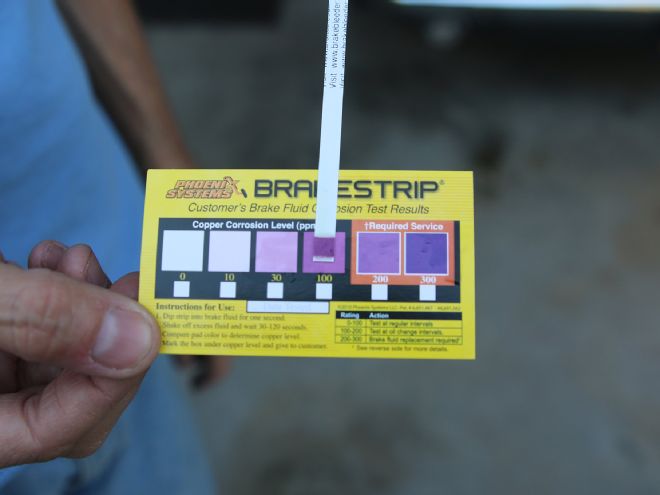 Visit www.brakebleeder
PHOENIX SYSTEMS
BRAKESTRIP®
Customer's Brake Fluid Corrosion Test Results
Copper Corrosion Level (ppm)
†Required Service
0 10 30 100 200 300
Instructions for Use:
1. Dip strip into brake fluid for one second.
Shake off excess fluid and wait 30-120 seconds.
Compare pad color to determine copper level.
Mark the box under copper level and give to customer.
Rating Action
0-100 Test at regular intervals.
100-200 Test at oil change intervals.
200-300 Brake fluid replacement required†
* See reverse side for more details.